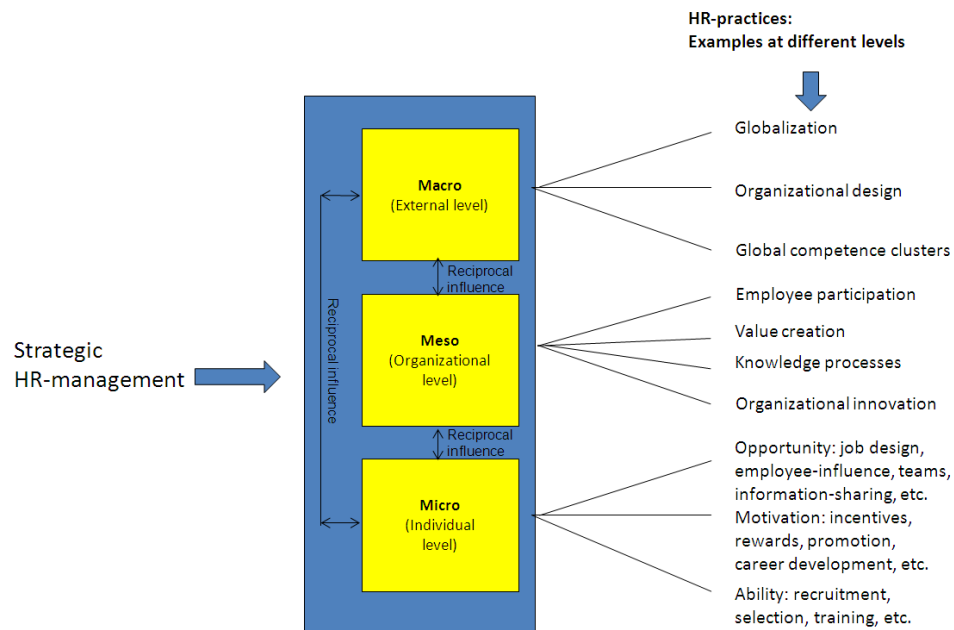 HR-practices:
Examples at different levels
Strategic
HR-management
Macro
(External level)
Reciprocal
influence
Reciprocal influence
Meso
(Organizational
level)
Reciprocal
influence
Micro
(Individual
level)
Globalization
Organizational design
Global competence clusters
Employee participation
Value creation
Knowledge processes
Organizational innovation
Opportunity: job design,
employee-influence, teams,
information-sharing, etc.
Motivation: incentives,
rewards, promotion,
career development, etc.
Ability: recruitment,
selection, training, etc.